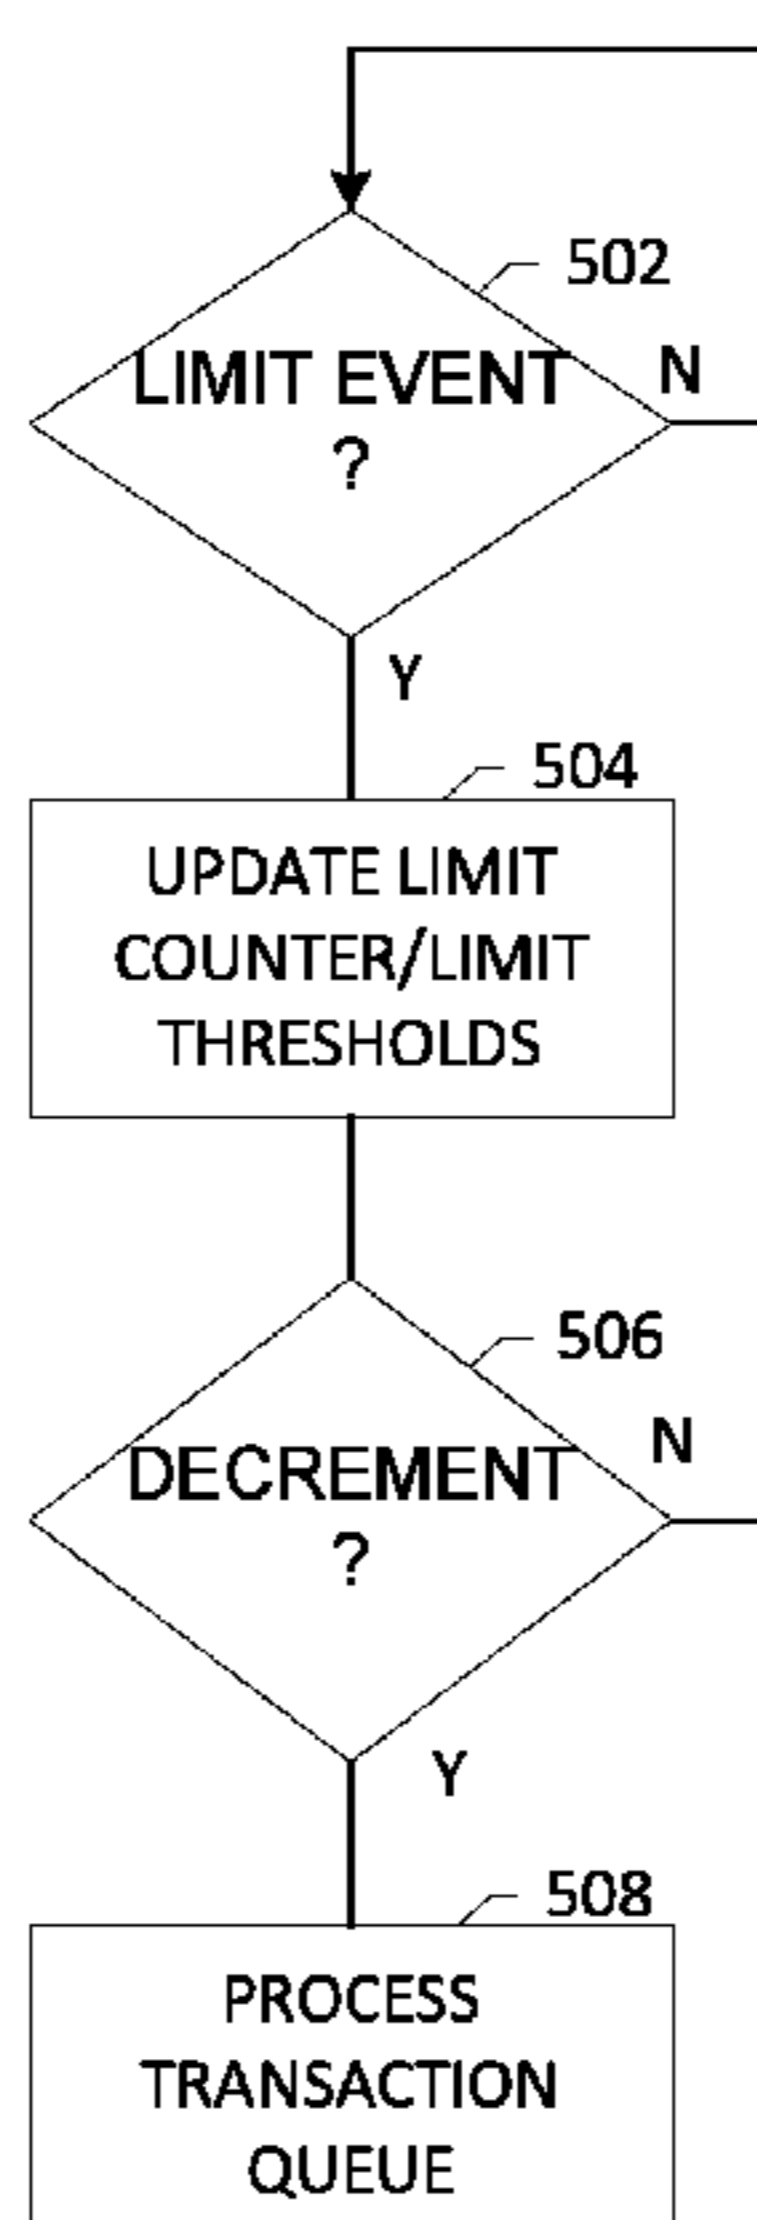 502
LIMIT EVENT
?
N
Y
504
UPDATE LIMIT
COUNTER/LIMIT
THRESHOLDS
506
DECREMENT
?
N
Y
508
PROCESS
TRANSACTION
QUEUE